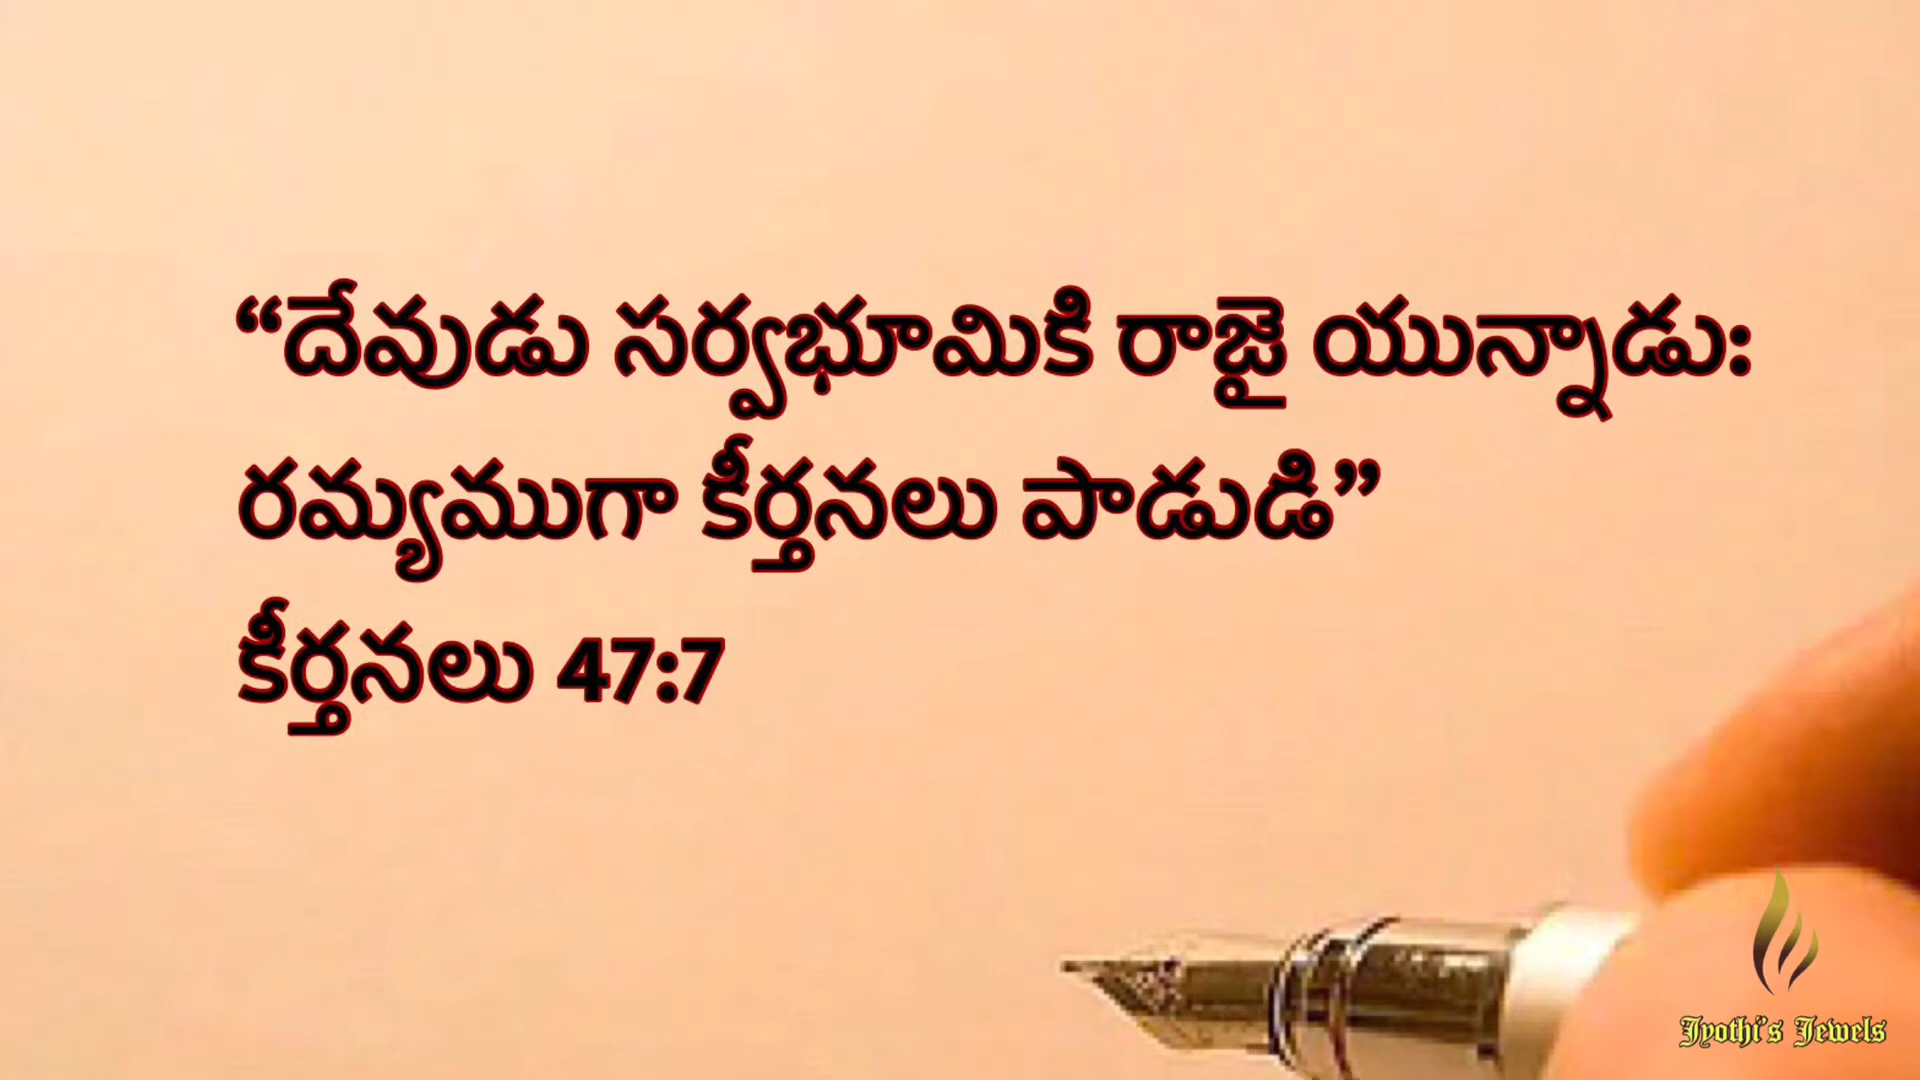 “దేవుడు సర్వభూమికి రాజై యున్నాడు:
రమ్యముగా కీర్తనలు పాడుడి”
కీర్తనలు 47:7
Jyothi's Jewels